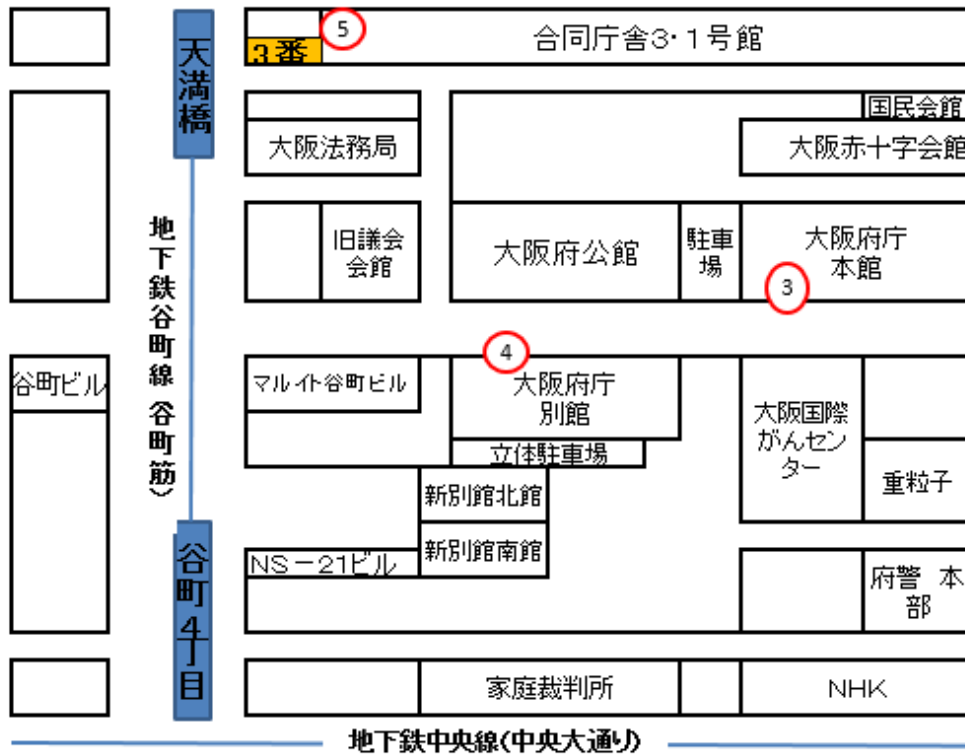 ⑤
合同庁舎3・1号館
3番
天満橋
国民会館
大阪法務局
大阪赤十字会館
地下鉄谷町線（谷町筋）
旧議会
会館
大阪府公館
駐車
場
大阪府庁
本館
③
④
谷町ビル
マルイト谷町ビル
大阪府庁
別館
大阪国際
がんセン
ター
立体駐車場
重粒子
新別館北館
新別館南館
NS－21ビル
谷町4丁目
府警 本
部
家庭裁判所
NHK
地下鉄中央線(中央大通り)